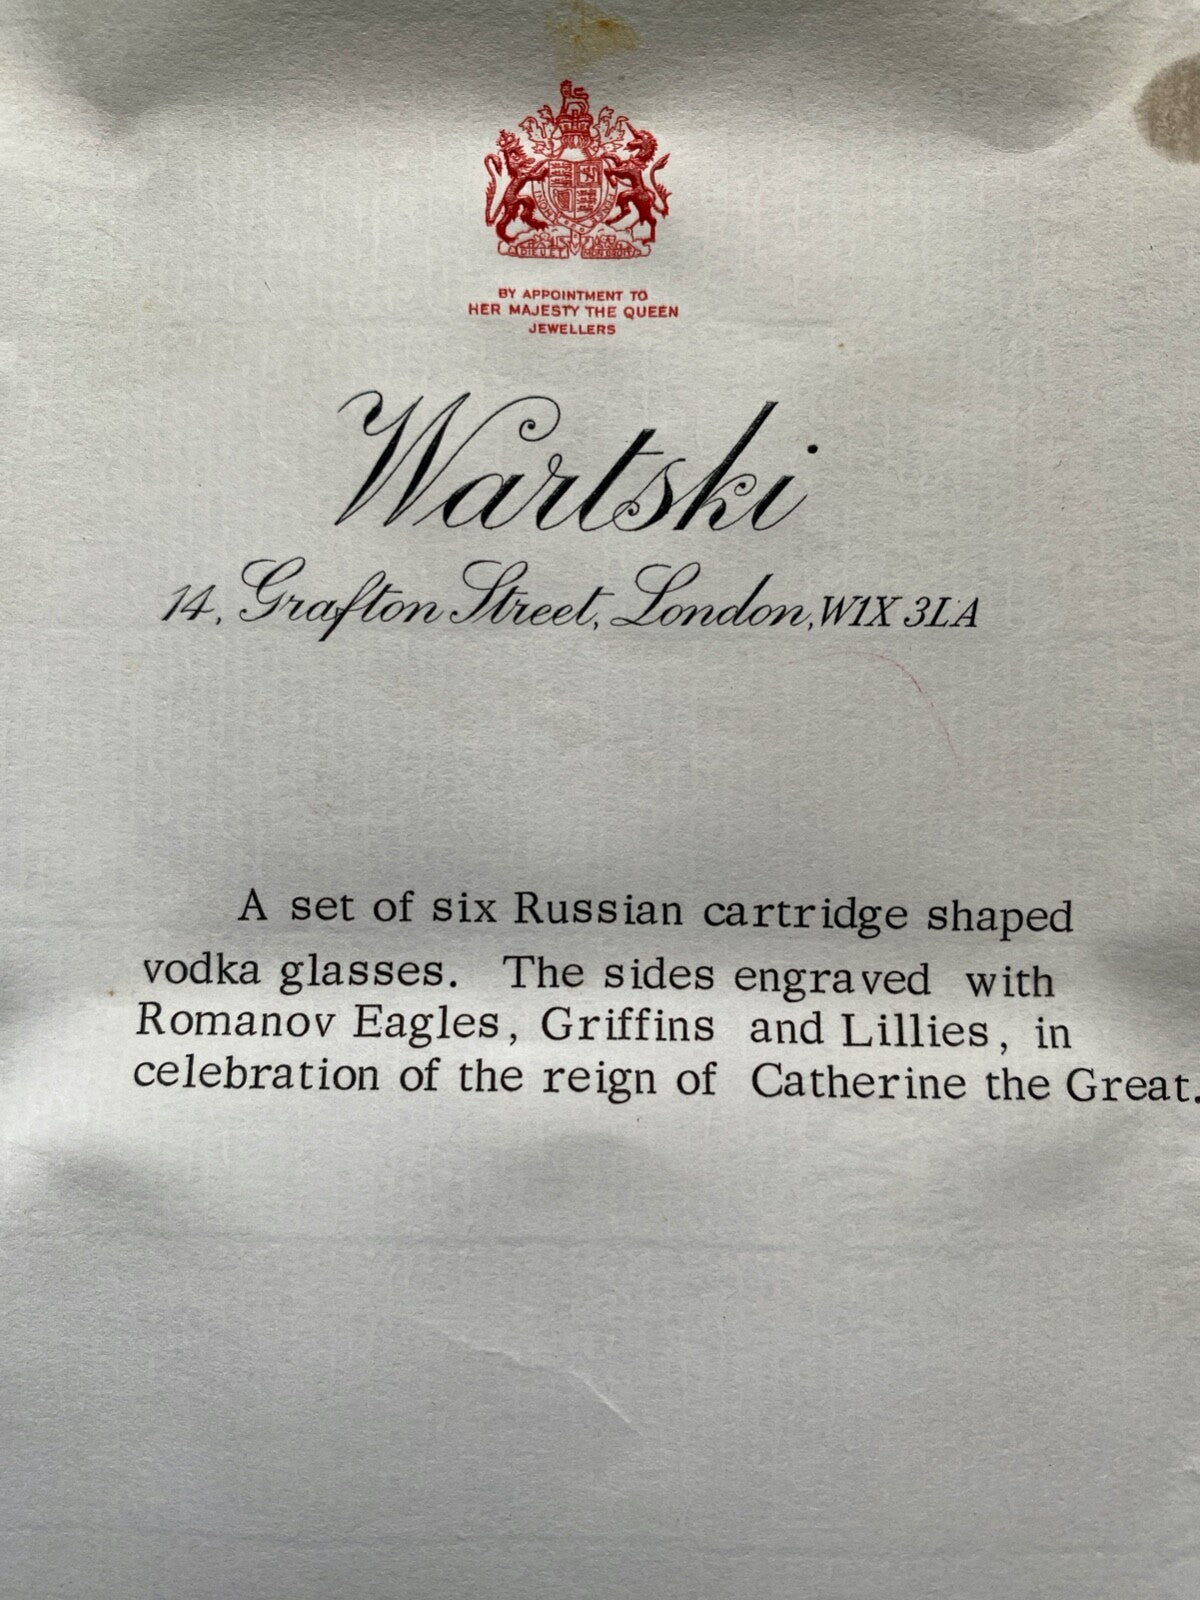 BY APPOINTMENT TO
HER MAJESTY THE QUEEN
JEWELLERS
Wartski
14, Grafton Street, London, W1X 3LA
A set of six Russian cartridge shaped
vodka glasses. The sides engraved with
Romanov Eagles, Griffins and Lillies, in
celebration of the reign of Catherine the Great.